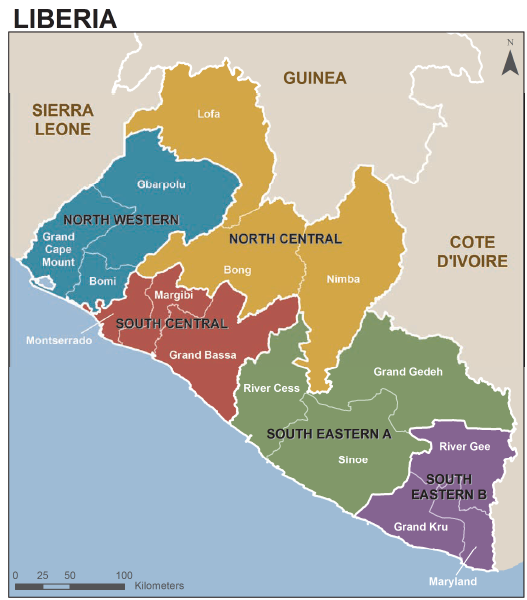 LIBERIA
N
GUINEA
SIERRA
LEONE
Lofa
Gbarpolu
NORTH WESTERN
Grand
Cape
Mount
NORTH CENTRAL
COTE
D'IVOIRE
Bong
Bomi
Nimba
Margibi
SOUTH CENTRAL
Montserrado
Grand Bassa
Grand Gedeh
River Cess
SOUTH EASTERN A
River Gee
Sinoe
SOUTH
EASTERN B
Grand Kru
Maryland
0 25 50 100
Kilometers